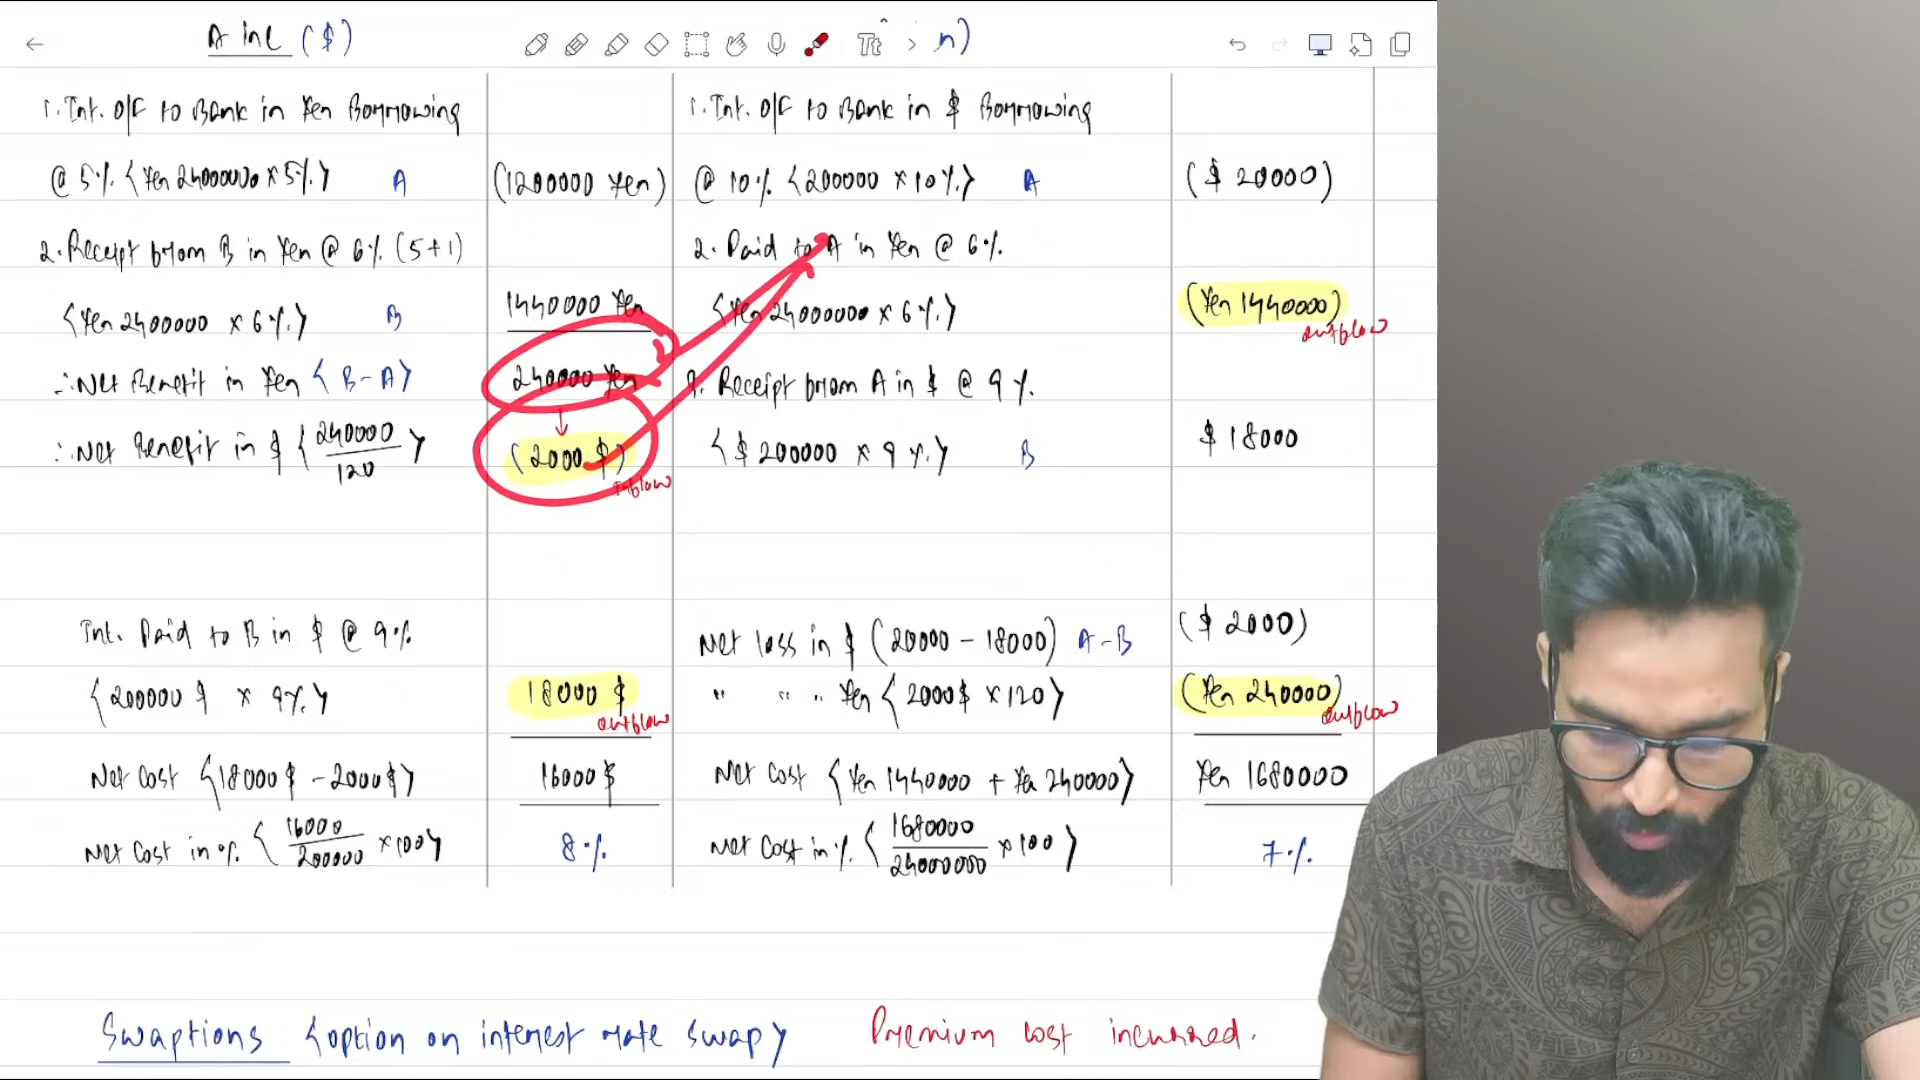 A inc ($)
Tt > n)
1. Int. O/F to Bank in Yen Borrowing
@ 5% {Yen 24000000 x 5%} A (1200000 Yen)
2. Receipt from B in Yen @ 6% (5+1)
{Yen 2400000 x 6%} B 1440000 Yen
∴ Net Benefit in Yen {B-A} 240000 Yen
∴ Net Benefit in $ {240000/120} (2000 $)
inflow
Int. Paid to B in $ @ 9%
{200000 $ x 9%} 18000 $
outflow
Net Cost {18000 $ - 2000 $} 16000 $
Net Cost in % {16000/200000 x 100} 8%
1. Int. O/F to Bank in $ Borrowing
@ 10% {200000 x 10%} A ($ 20000)
2. Paid to A in Yen @ 6%
{Yen 24000000 x 6%} (Yen 1440000)
outflow
Receipt from A in $ @ 9%
{$ 200000 x 9%} B $ 18000
Net loss in $ (20000 - 18000) A-B ($ 2000)
" " " Yen {2000$ x 120} (Yen 240000)
outflow
Net Cost {Yen 1440000 + Yen 240000} Yen 1680000
Net Cost in % {1680000/24000000 x 100} 7%
Swaptions {option on interest rate swap} Premium cost incurred.